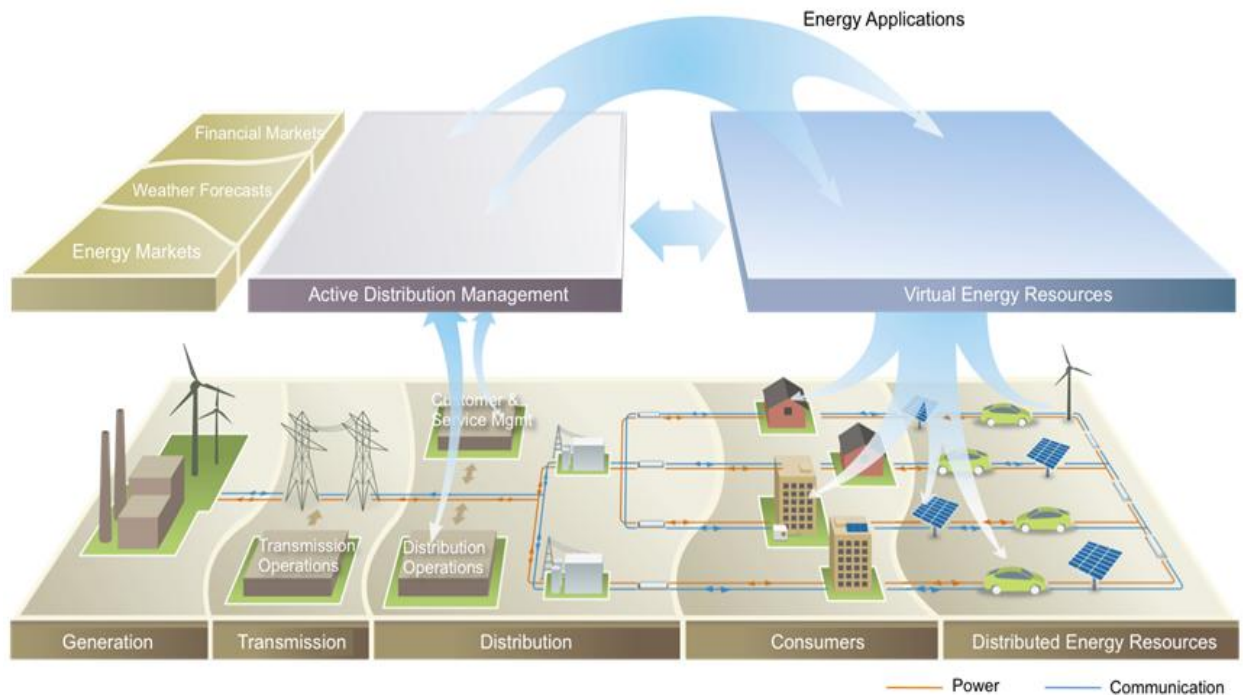 Energy Applications
Financial Markets
Weather Forecasts
Energy Markets
Active Distribution Management
Virtual Energy Resources
Customer &
Service Mgmt
Transmission
Operations
Distribution
Operations
Generation
Transmission
Distribution
Consumers
Distributed Energy Resources
Power
Communication